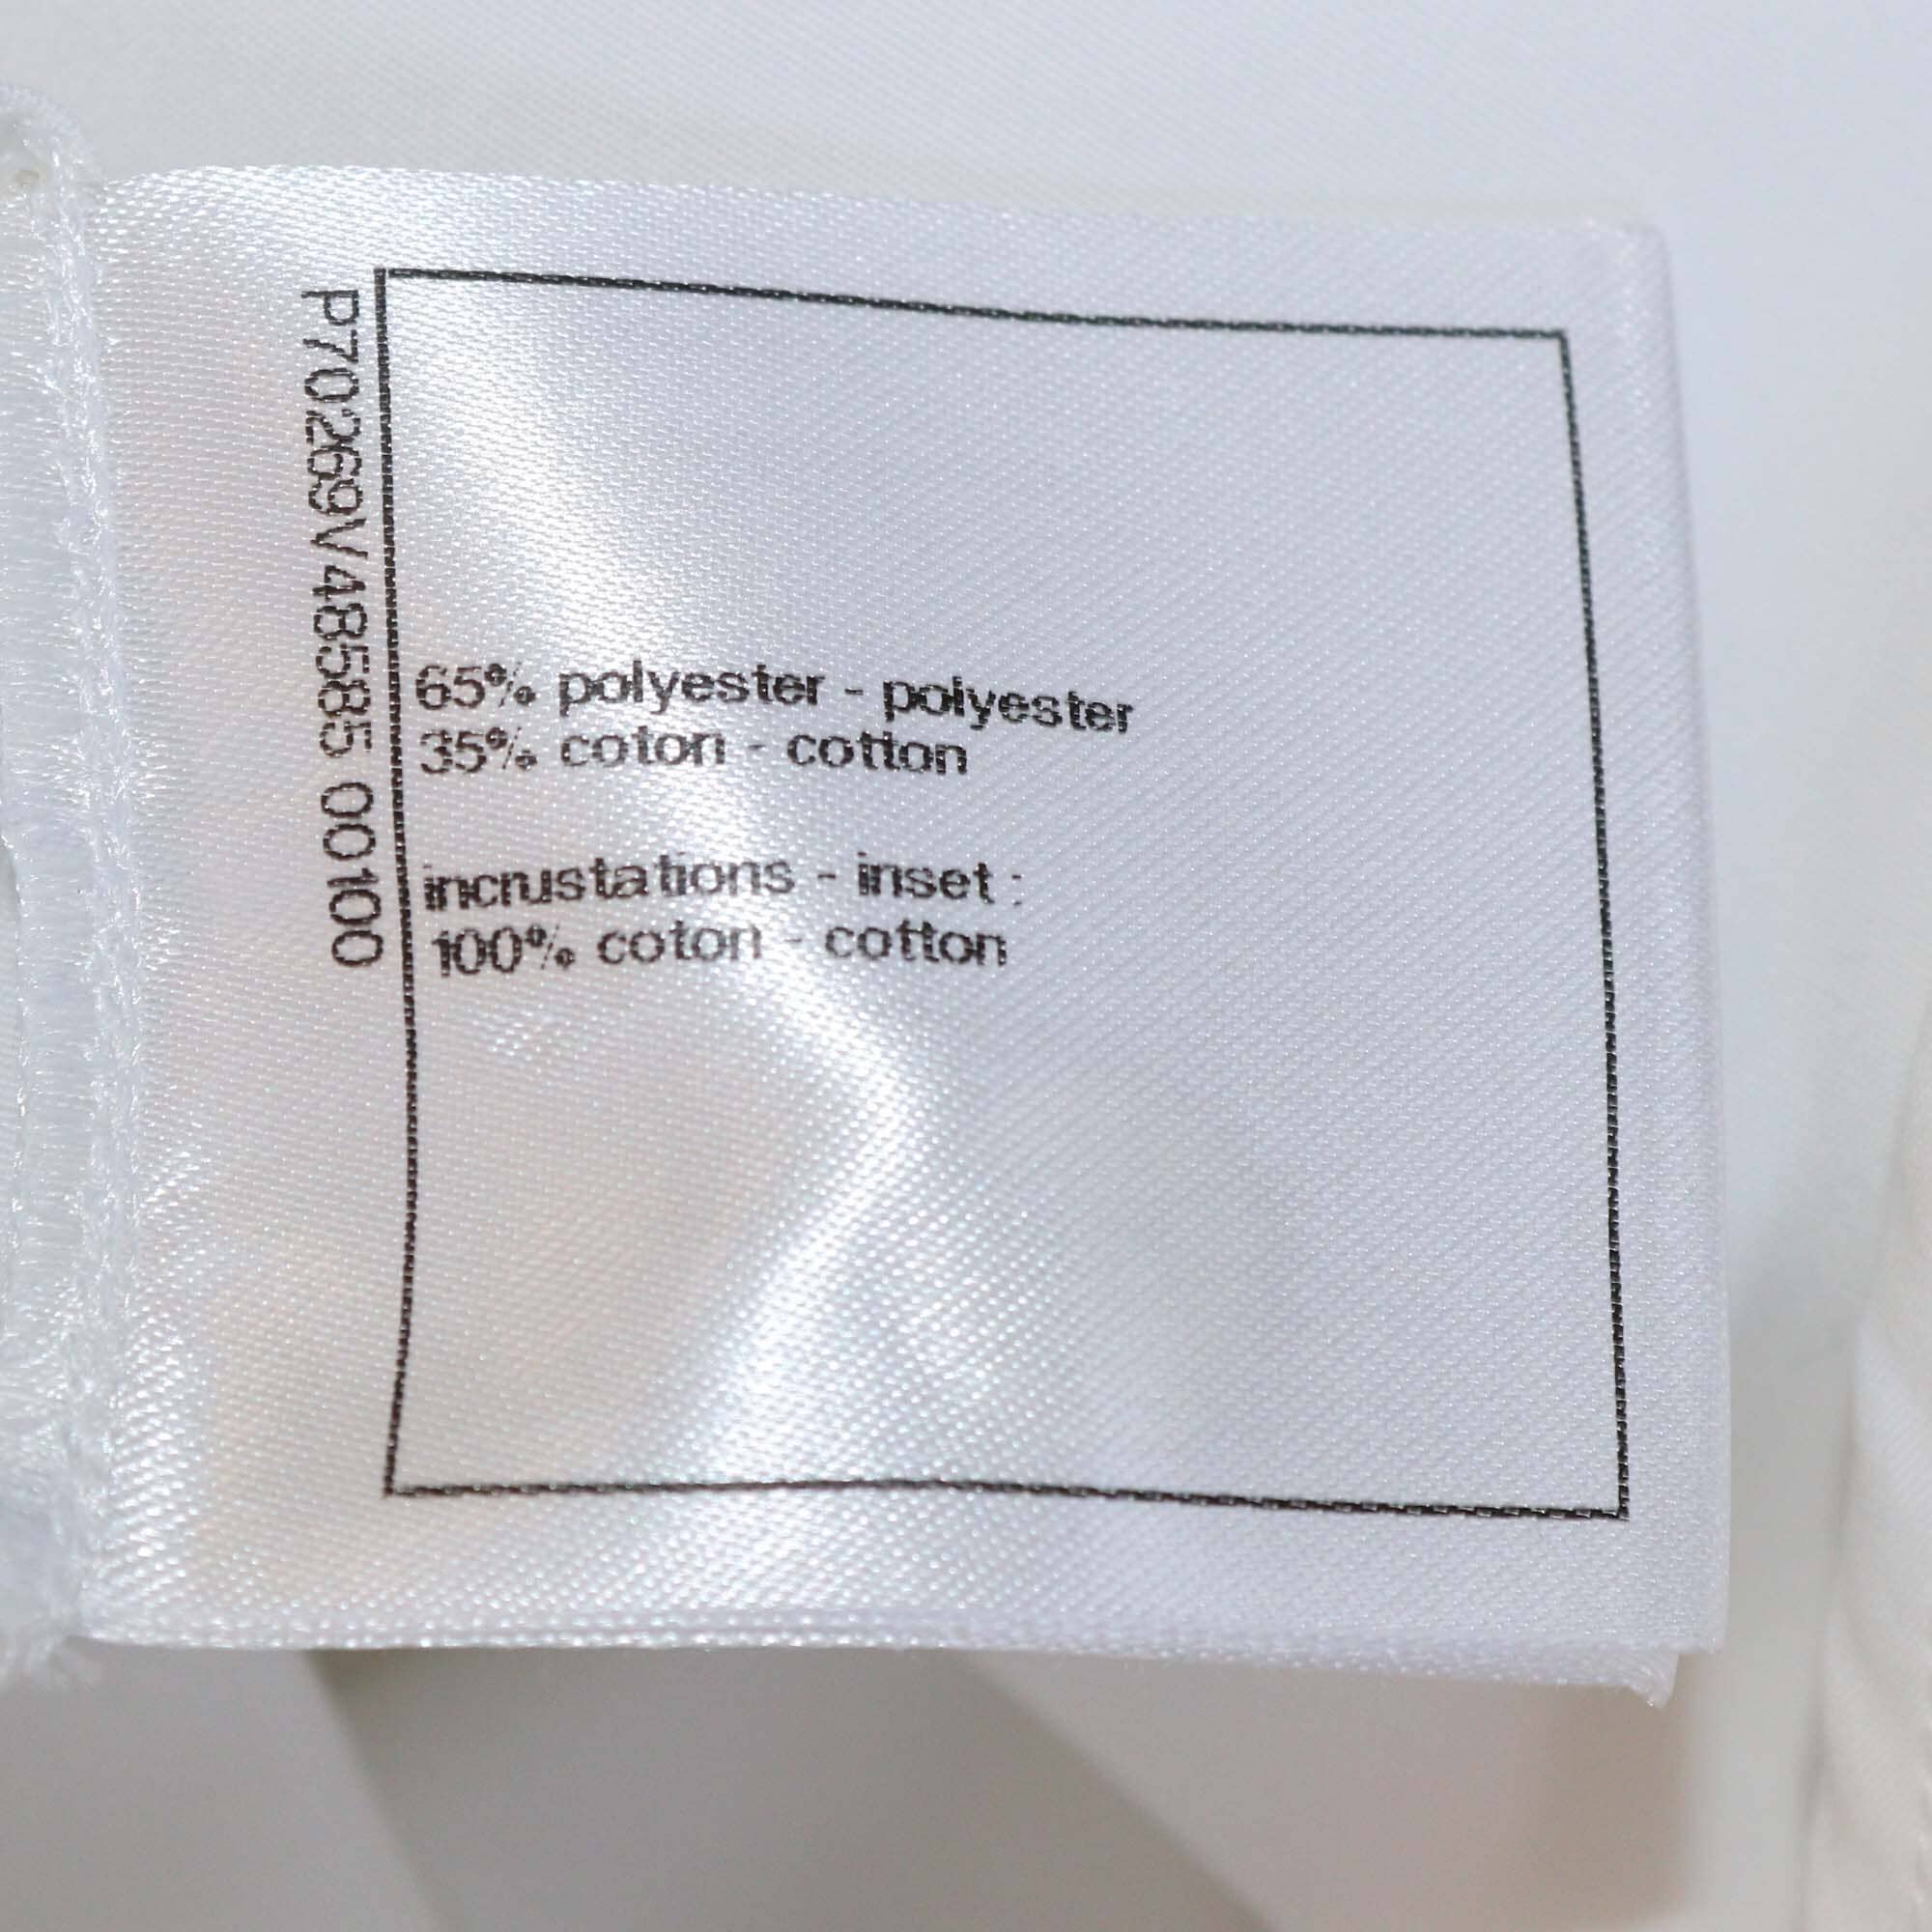 P70269V48585 00100
65% polyester - polyester
35% coton - cotton
incrustations - inset :
100% coton - cotton